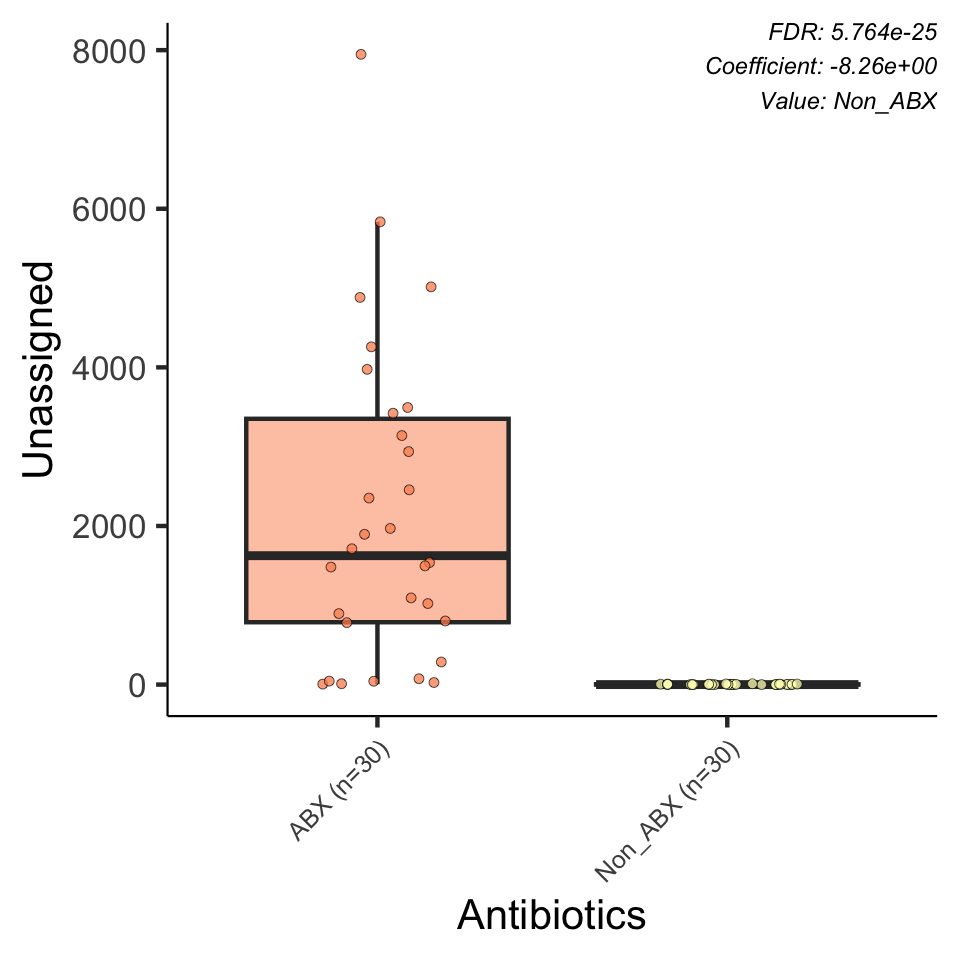 FDR: 5.764e-25
Coefficient: -8.26e+00
Value: Non_ABX
8000
6000
4000
2000
0
Unassigned
ABX (n=30)
Non_ABX (n=30)
Antibiotics